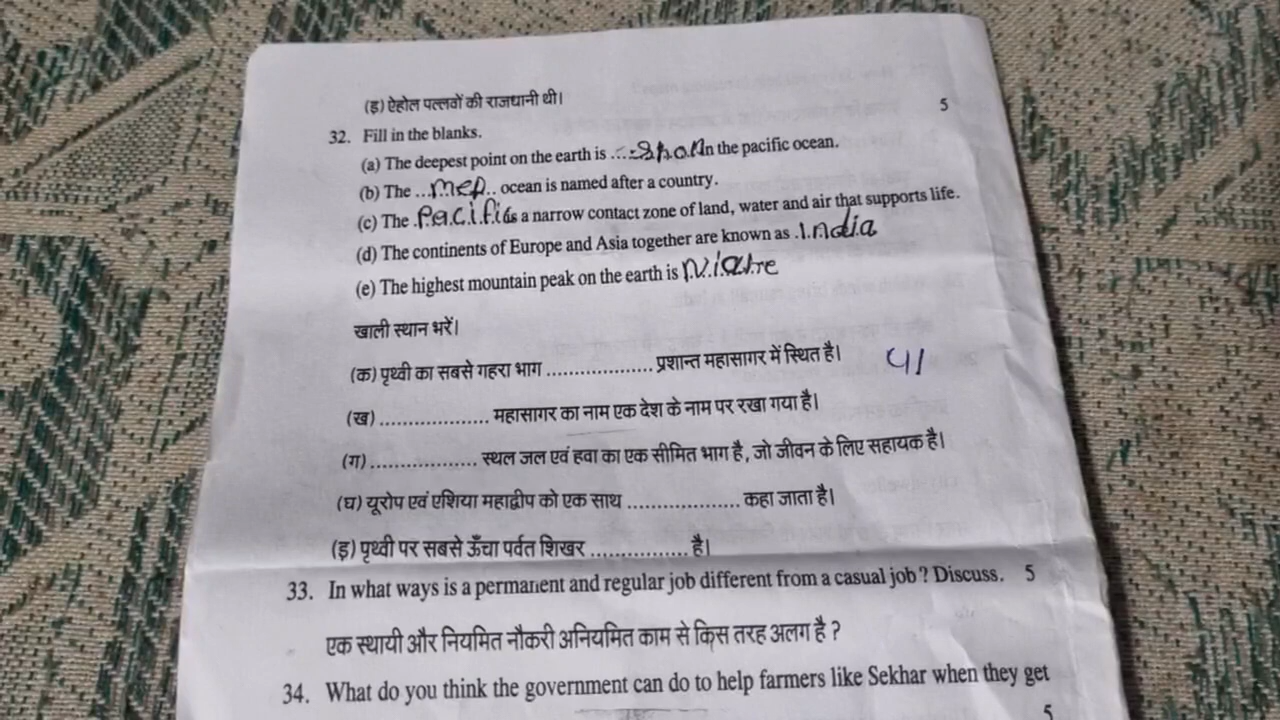 (ड़) ऐहोल पल्लवों की राजधानी थी।
5
32. Fill in the blanks.
(a) The deepest point on the earth is ....... in the pacific ocean.
(b) The ...mep.. ocean is named after a country.
(c) The .Pacific is a narrow contact zone of land, water and air that supports life.
(d) The continents of Europe and Asia together are known as .India
(e) The highest mountain peak on the earth is
खाली स्थान भरें।
(क) पृथ्वी का सबसे गहरा भाग ................... प्रशान्त महासागर में स्थित है।
(ख) .................... महासागर का नाम एक देश के नाम पर रखा गया है।
(ग) ................... स्थल जल एवं हवा का एक सीमित भाग है, जो जीवन के लिए सहायक है।
(घ) यूरोप एवं एशिया महाद्वीप को एक साथ .................... कहा जाता है।
(ड़) पृथ्वी पर सबसे ऊँचा पर्वत शिखर ................. है।
33. In what ways is a permanent and regular job different from a casual job? Discuss. 5
एक स्थायी और नियमित नौकरी अनियमित काम से किस तरह अलग है ?
34. What do you think the government can do to help farmers like Sekhar when they get
5